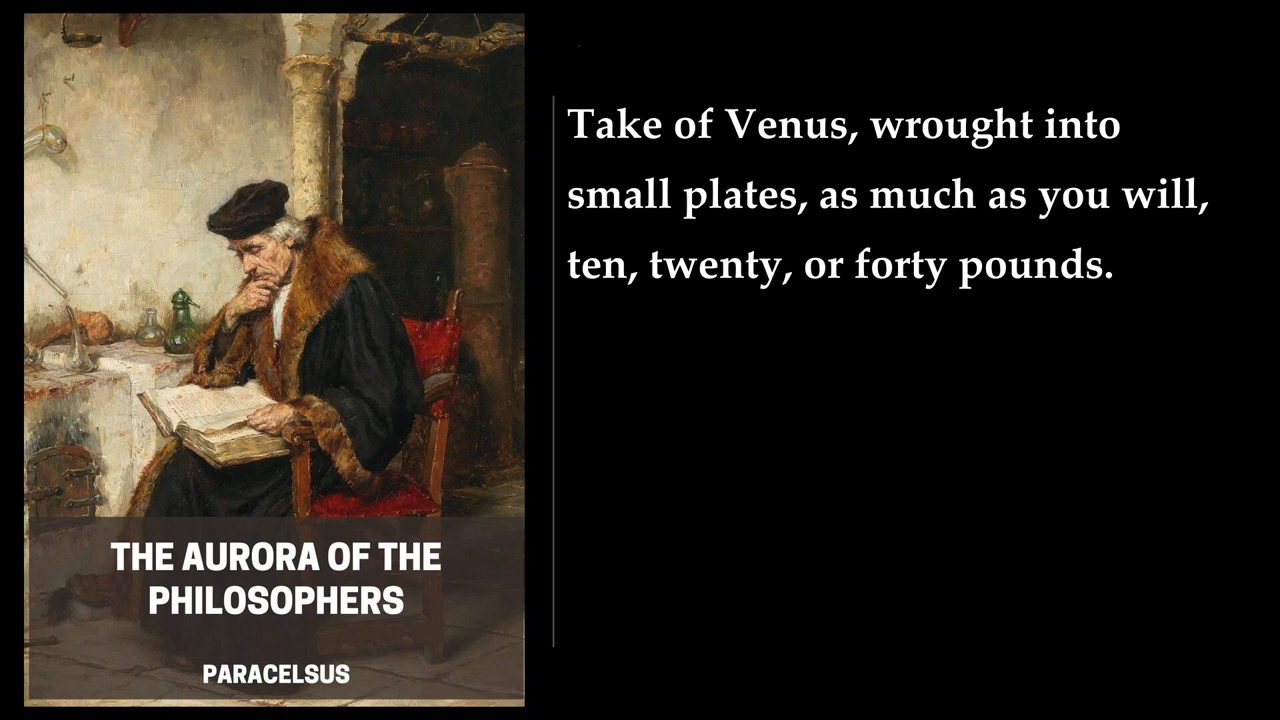 Take of Venus, wrought into
small plates, as much as you will,
ten, twenty, or forty pounds.
THE AURORA OF THE
PHILOSOPHERS
PARACELSUS